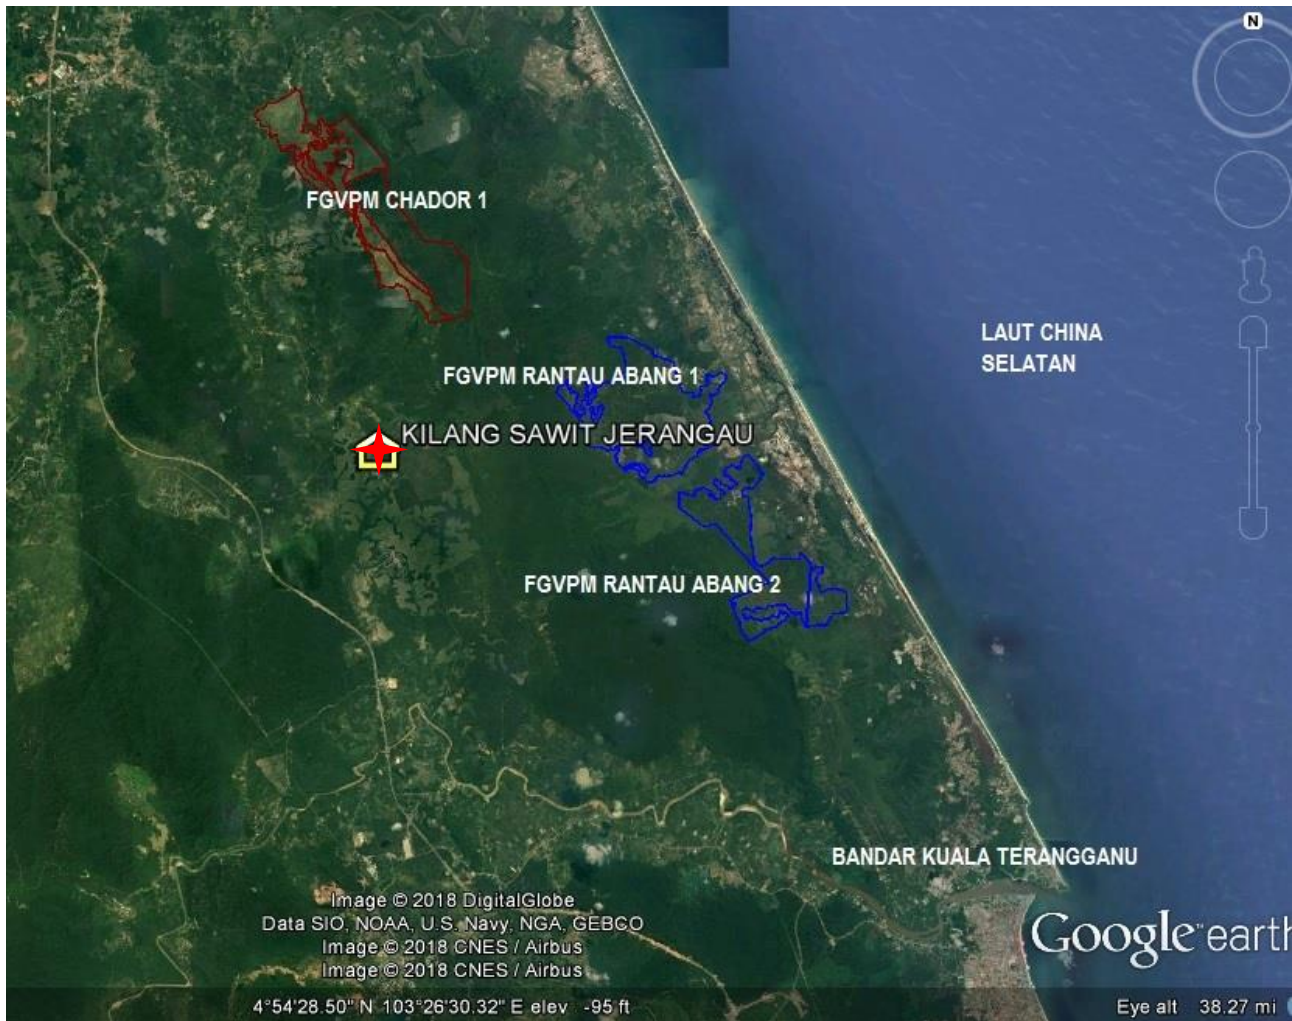 N
FGVPM CHADOR 1
LAUT CHINA
SELATAN
FGVPM RANTAU ABANG 1
KILANG SAWIT JERANGAU
FGVPM RANTAU ABANG 2
BANDAR KUALA TERANGGANU
Image © 2018 DigitalGlobe
Data SIO, NOAA, U.S. Navy, NGA, GEBCO
Image © 2018 CNES / Airbus
Image © 2018 CNES / Airbus
Google earth
4°54'28.50" N 103°26'30.32" E elev -95 ft
Eye alt 38.27 mi